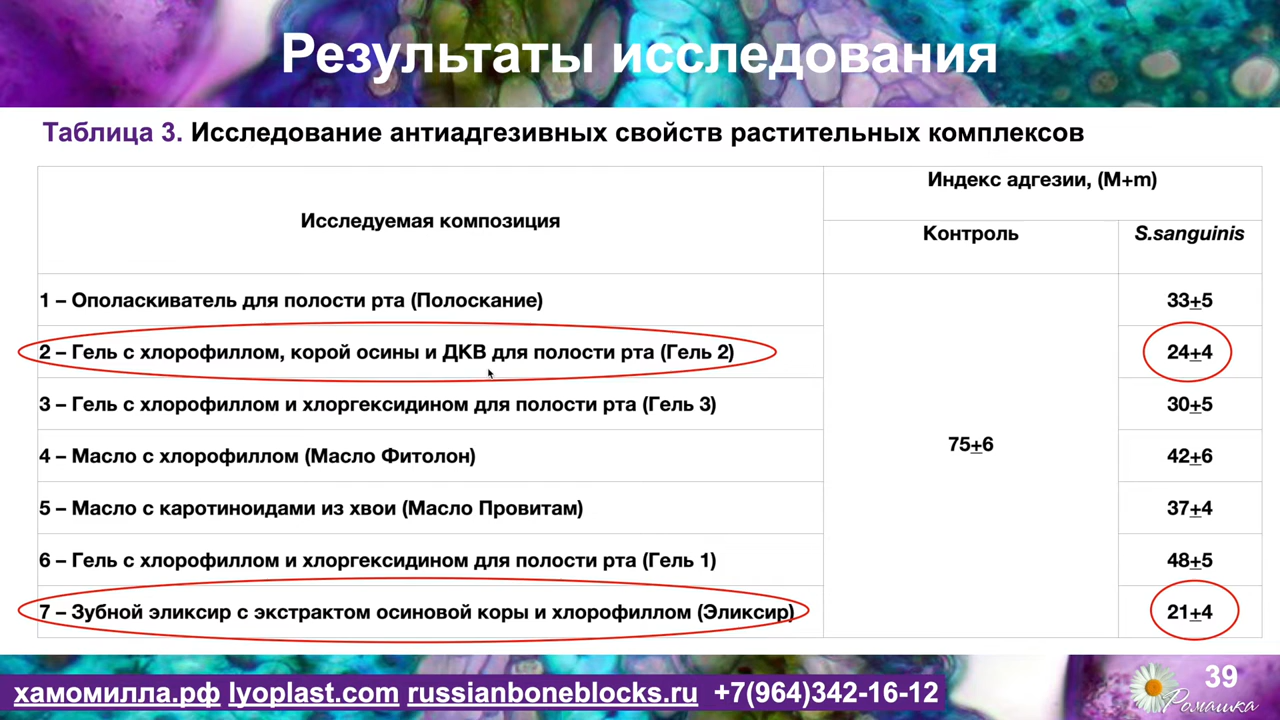 Результаты исследования
Таблица 3. Исследование антиадгезивных свойств растительных комплексов
Исследуемая композиция
Индекс адгезии, (M+m)
Контроль
S.sanguinis
1 – Ополаскиватель для полости рта (Полоскание)
33±5
2 – Гель с хлорофиллом, корой осины и ДКВ для полости рта (Гель 2)
24±4
3 – Гель с хлорофиллом и хлоргексидином для полости рта (Гель 3)
30±5
75±6
4 – Масло с хлорофиллом (Масло Фитолон)
42±6
5 – Масло с каротиноидами из хвои (Масло Провитам)
37±4
6 – Гель с хлорофиллом и хлоргексидином для полости рта (Гель 1)
48±5
7 – Зубной эликсир с экстрактом осиновой коры и хлорофиллом (Эликсир)
21±4
хамомилла.рф lyoplast.com russianboneblocks.ru +7(964)342-16-12
39
Ромашка